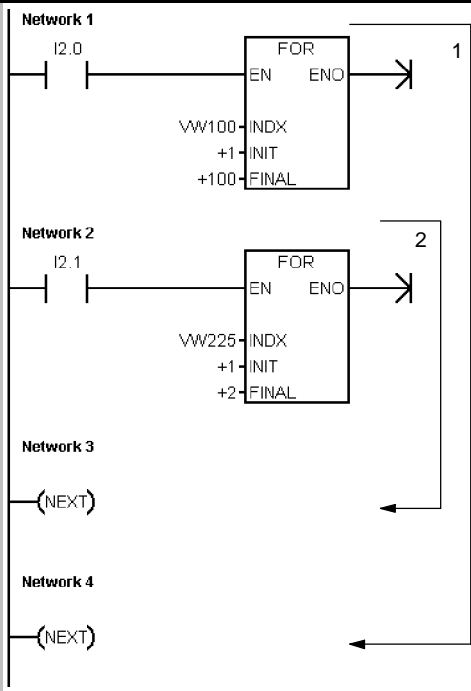 Network 1
I2.0
FOR
1
EN ENO
VW100 INDX
+1 INIT
+100 FINAL
Network 2
I2.1
FOR
2
EN ENO
VW225 INDX
+1 INIT
+2 FINAL
Network 3
(NEXT)
Network 4
(NEXT)